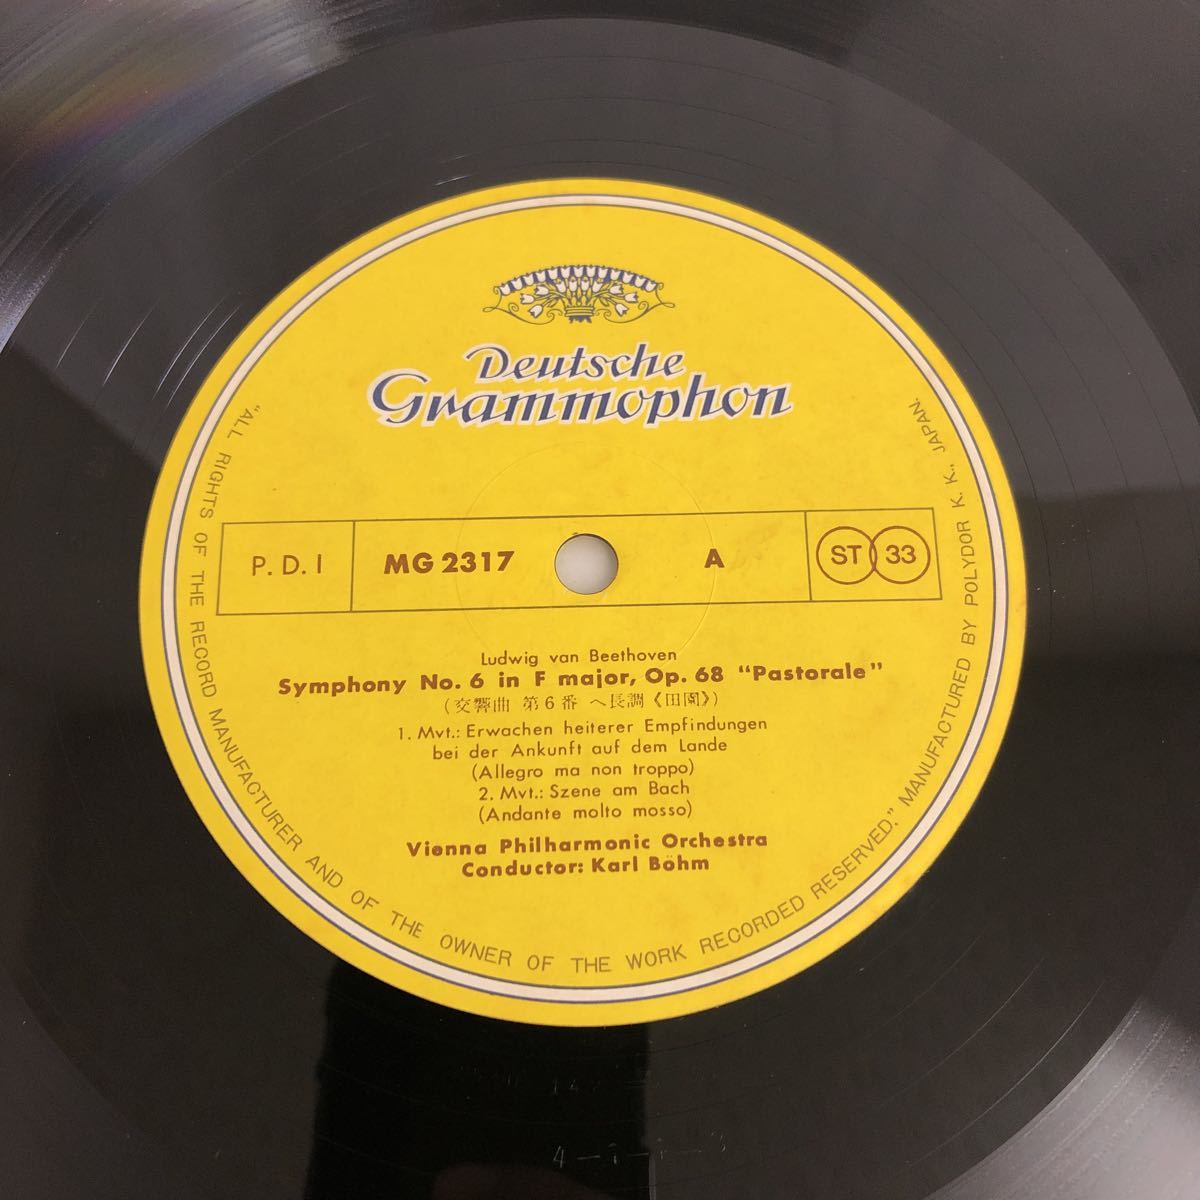 Deutsche
Grammophon
P. D. I
MG 2317
A
ST 33
Ludwig van Beethoven
Symphony No. 6 in F major, Op. 68 “Pastorale”
(交響曲 第6番 ヘ長調《田園》)
1. Mvt.: Erwachen heiterer Empfindungen
bei der Ankunft auf dem Lande
(Allegro ma non troppo)
2. Mvt.: Szene am Bach
(Andante molto mosso)
Vienna Philharmonic Orchestra
Conductor: Karl Böhm
“ALL RIGHTS OF THE RECORD MANUFACTURER AND OF THE OWNER OF THE WORK RECORDED RESERVED.” MANUFACTURED BY POLYDOR K. K., JAPAN.